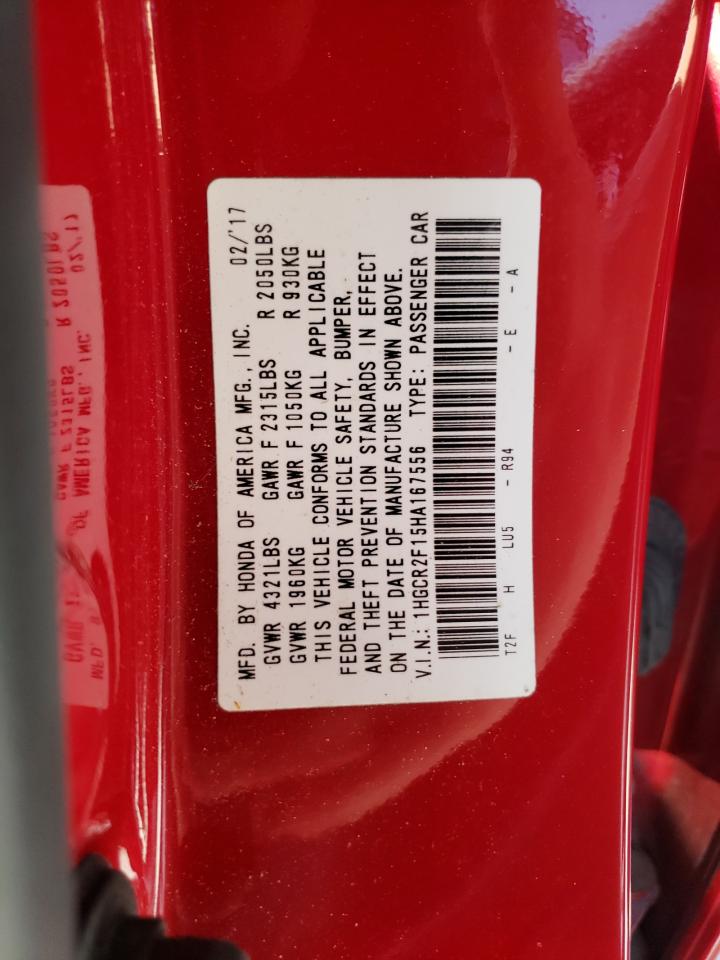 MFD. BY HONDA OF AMERICA MFG., INC. 02/'17
GVWR 4321LBS GAWR F 2315LBS R 2050LBS
GVWR 1960KG GAWR F 1050KG R 930KG
THIS VEHICLE CONFORMS TO ALL APPLICABLE
FEDERAL MOTOR VEHICLE SAFETY, BUMPER,
AND THEFT PREVENTION STANDARDS IN EFFECT
ON THE DATE OF MANUFACTURE SHOWN ABOVE.
V.I.N.: 1HGCR2F15HA167556 TYPE: PASSENGER CAR
T2F H LU5 - R94 - E - A